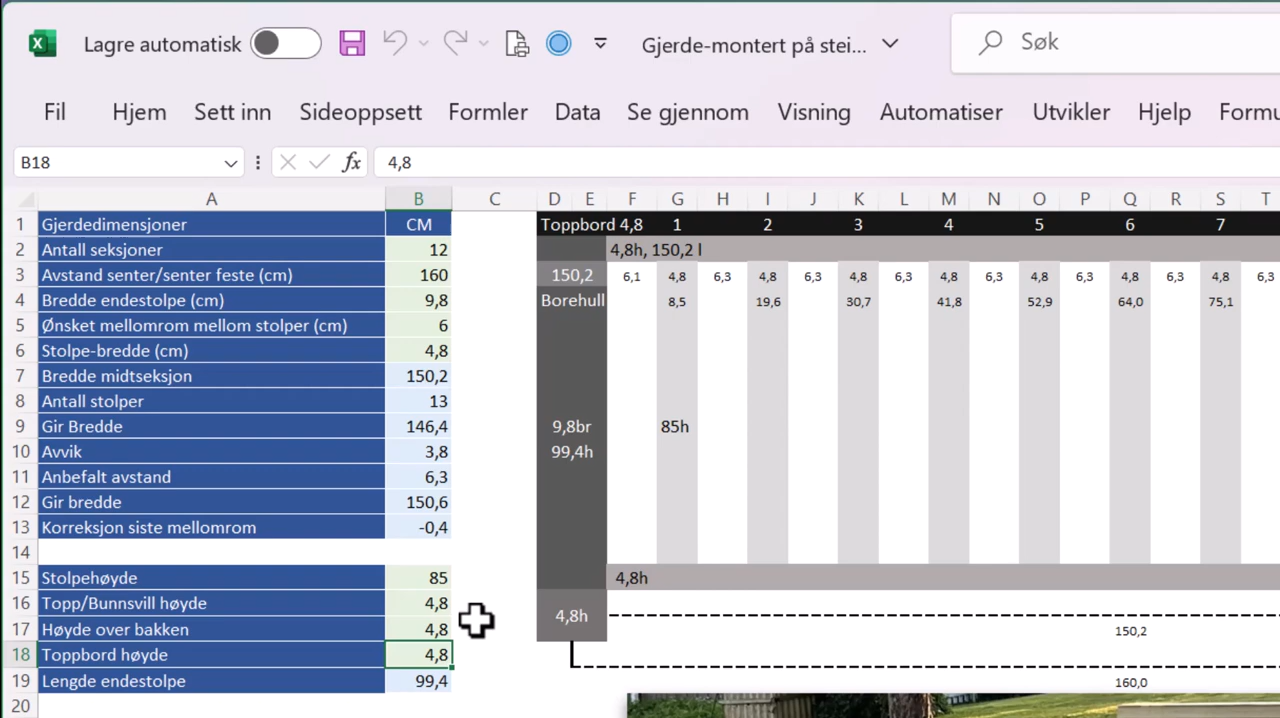 Lagre automatisk Gjerde-montert på stei... Søk
Fil Hjem Sett inn Sideoppsett Formler Data Se gjennom Visning Automatiser Utvikler Hjelp Formu
B18 fx 4,8
A B C D E F G H I J K L M N O P Q R S T
1 Gjerdedimensjoner CM Toppbord 4,8 1 2 3 4 5 6 7
2 Antall seksjoner 12 4,8h, 150,2 l
3 Avstand senter/senter feste (cm) 160 150,2 6,1 4,8 6,3 4,8 6,3 4,8 6,3 4,8 6,3 4,8 6,3 4,8 6,3 4,8 6,3
4 Bredde endestolpe (cm) 9,8 Borehull 8,5 19,6 30,7 41,8 52,9 64,0 75,1
5 Ønsket mellomrom mellom stolper (cm) 6
6 Stolpe-bredde (cm) 4,8
7 Bredde midtseksjon 150,2
8 Antall stolper 13
9 Gir Bredde 146,4 9,8br 85h
10 Avvik 3,8 99,4h
11 Anbefalt avstand 6,3
12 Gir bredde 150,6
13 Korreksjon siste mellomrom -0,4
14
15 Stolpehøyde 85 4,8h
16 Topp/Bunnsvill høyde 4,8 4,8h
17 Høyde over bakken 4,8 150,2
18 Toppbord høyde 4,8
19 Lengde endestolpe 99,4 160,0
20